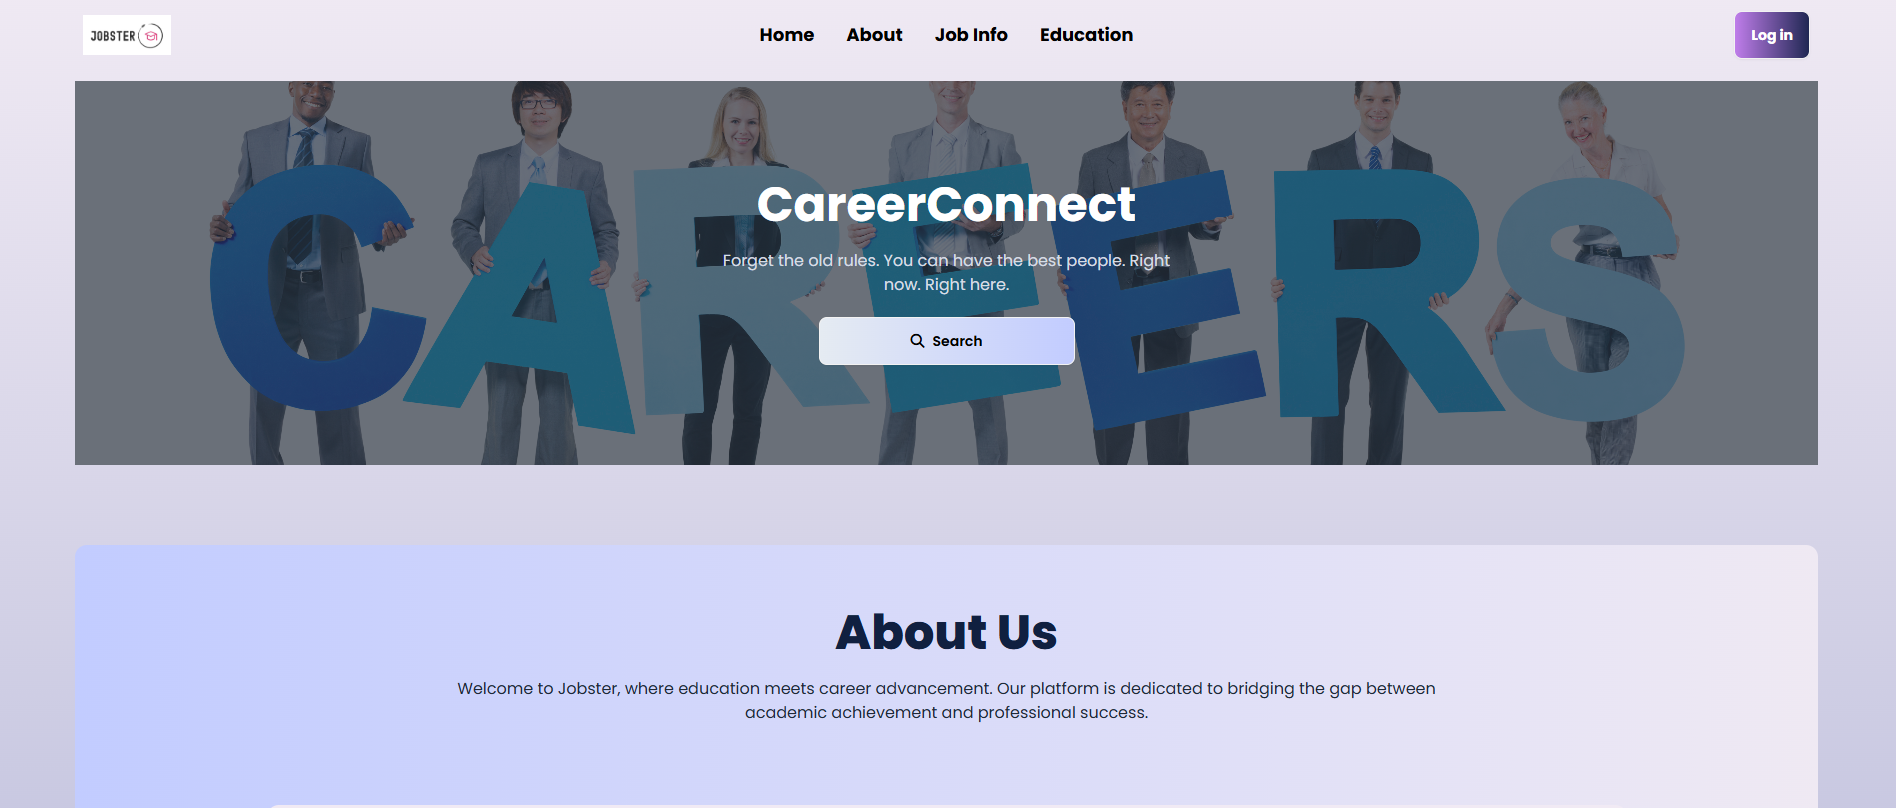 JOBSTER
Home About Job Info Education
Log in
CAREERS
CareerConnect
Forget the old rules. You can have the best people. Right
now. Right here.
Search
About Us
Welcome to Jobster, where education meets career advancement. Our platform is dedicated to bridging the gap between
academic achievement and professional success.